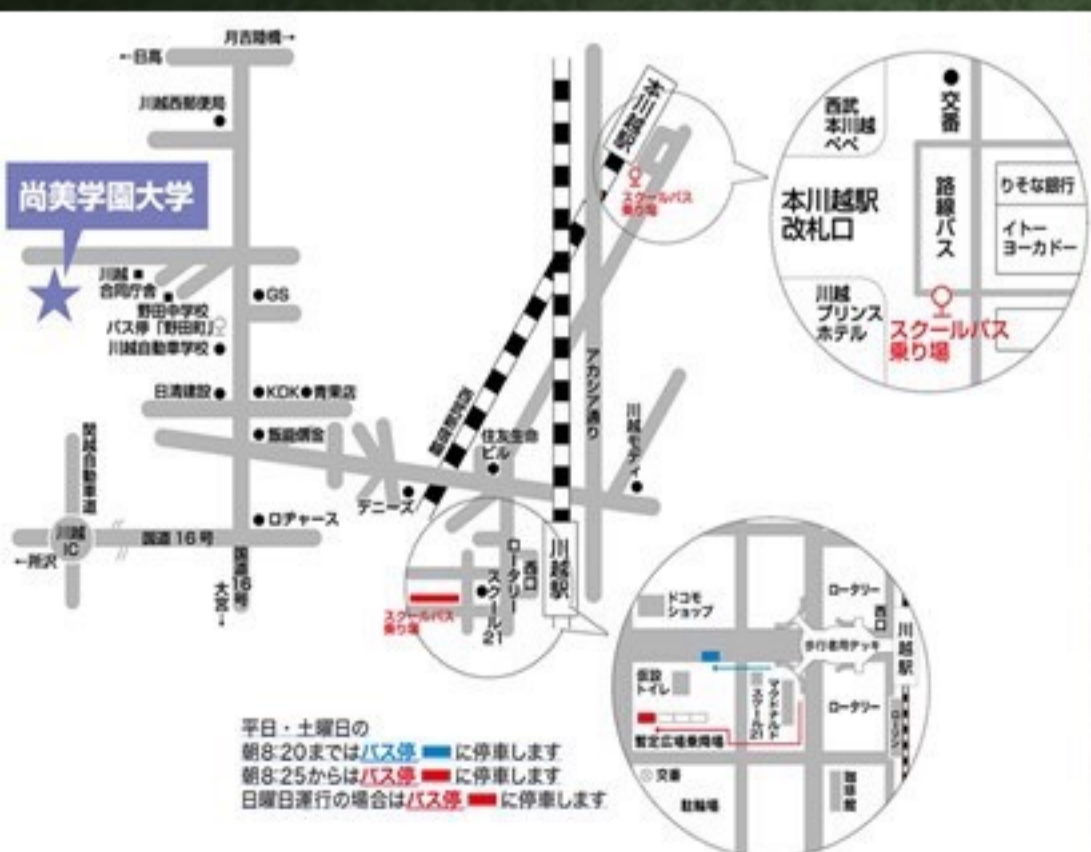 月吉陸橋→
←日高
川越西郵便局
尚美学園大学
川越
合同庁舎
野田中学校
バス停「野田町」
川越自動車学校
GS
日清建設
KDK
青果店
飯能信金
関越自動車道
川越
IC
←所沢
国道16号
ロヂャース
国道16号
大宮→
デニーズ
西武新宿線
住友生命
ビル
アカシア通り
川越モディ
本川越駅
スクールバス
乗り場
川越駅
西口
ロータリー
スクール21
スクールバス
乗り場
西武
本川越
ペペ
交番
本川越駅
改札口
路線バス
りそな銀行
イトー
ヨーカドー
川越
プリンス
ホテル
スクールバス
乗り場
ドコモ
ショップ
ロータリー
西口
川越駅
歩行者用デッキ
仮設
トイレ
マクドナルド
スクール21
ロータリー
暫定広場乗降場
交番
駐輪場
珈琲館
平日・土曜日の
朝8:20まではバス停 に停車します
朝8:25からはバス停 に停車します
日曜日運行の場合はバス停 に停車します